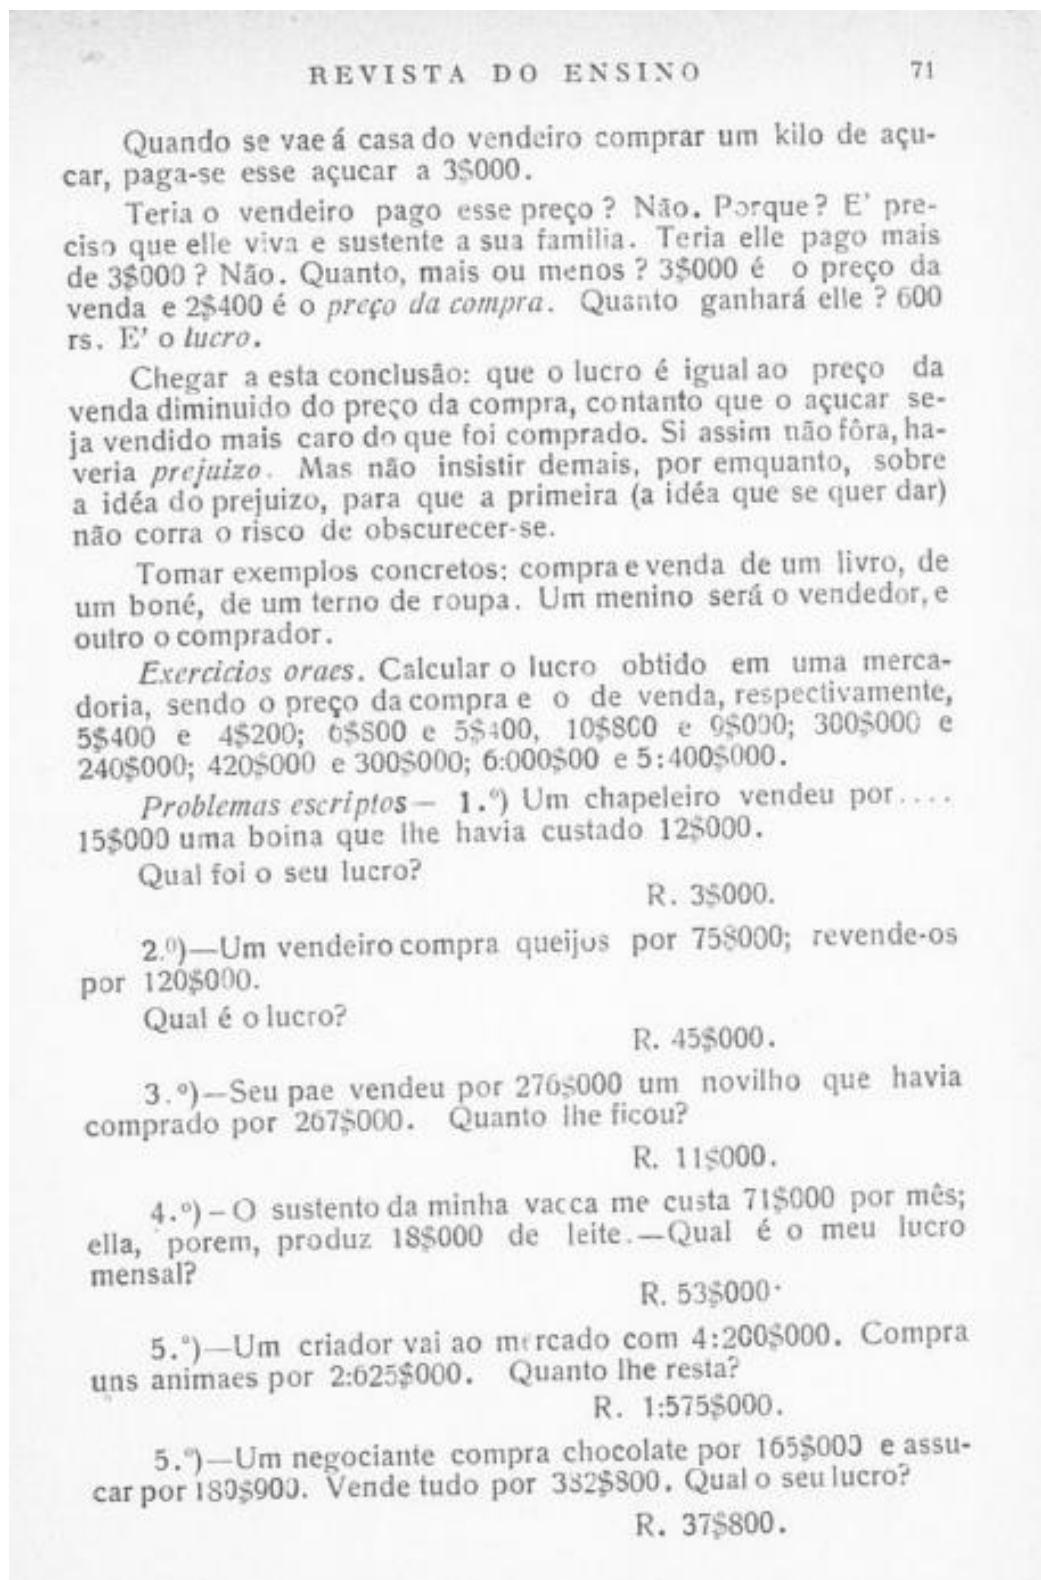 REVISTA DO ENSINO 71
Quando se vae á casa do vendeiro comprar um kilo de açu-
car, paga-se esse açucar a 3$000.
Teria o vendeiro pago esse preço ? Não. Porque? E' pre-
ciso que elle viva e sustente a sua familia. Teria elle pago mais
de 3$000 ? Não. Quanto, mais ou menos ? 3$000 é o preço da
venda e 2$400 é o preço da compra. Quanto ganhará elle ? 600
rs. E' o lucro.
Chegar a esta conclusão: que o lucro é igual ao preço da
venda diminuido do preço da compra, contanto que o açucar se-
ja vendido mais caro do que foi comprado. Si assim não fôra, ha-
veria prejuizo. Mas não insistir demais, por emquanto, sobre
a idéa do prejuizo, para que a primeira (a idéa que se quer dar)
não corra o risco de obscurecer-se.
Tomar exemplos concretos: compra e venda de um livro, de
um boné, de um terno de roupa. Um menino será o vendedor, e
outro o comprador.
Exercicios oraes. Calcular o lucro obtido em uma merca-
doria, sendo o preço da compra e o de venda, respectivamente,
5$400 e 4$200; 6$800 e 5$400, 10$800 e 9$000; 300$000 e
240$000; 420$000 e 300$000; 6:000$00 e 5:400$000.
Problemas escriptos — 1.º) Um chapeleiro vendeu por....
15$000 uma boina que lhe havia custado 12$000.
Qual foi o seu lucro?
R. 3$000.
2.º)—Um vendeiro compra queijos por 75$000; revende-os
por 120$000.
Qual é o lucro?
R. 45$000.
3.º)—Seu pae vendeu por 276$000 um novilho que havia
comprado por 267$000. Quanto lhe ficou?
R. 11$000.
4.º) – O sustento da minha vacca me custa 71$000 por mês;
ella, porem, produz 18$000 de leite.—Qual é o meu lucro
mensal?
R. 53$000.
5.º)—Um criador vai ao mercado com 4:200$000. Compra
uns animaes por 2:625$000. Quanto lhe resta?
R. 1:575$000.
5.º)—Um negociante compra chocolate por 165$000 e assu-
car por 180$900. Vende tudo por 382$800. Qual o seu lucro?
R. 37$800.